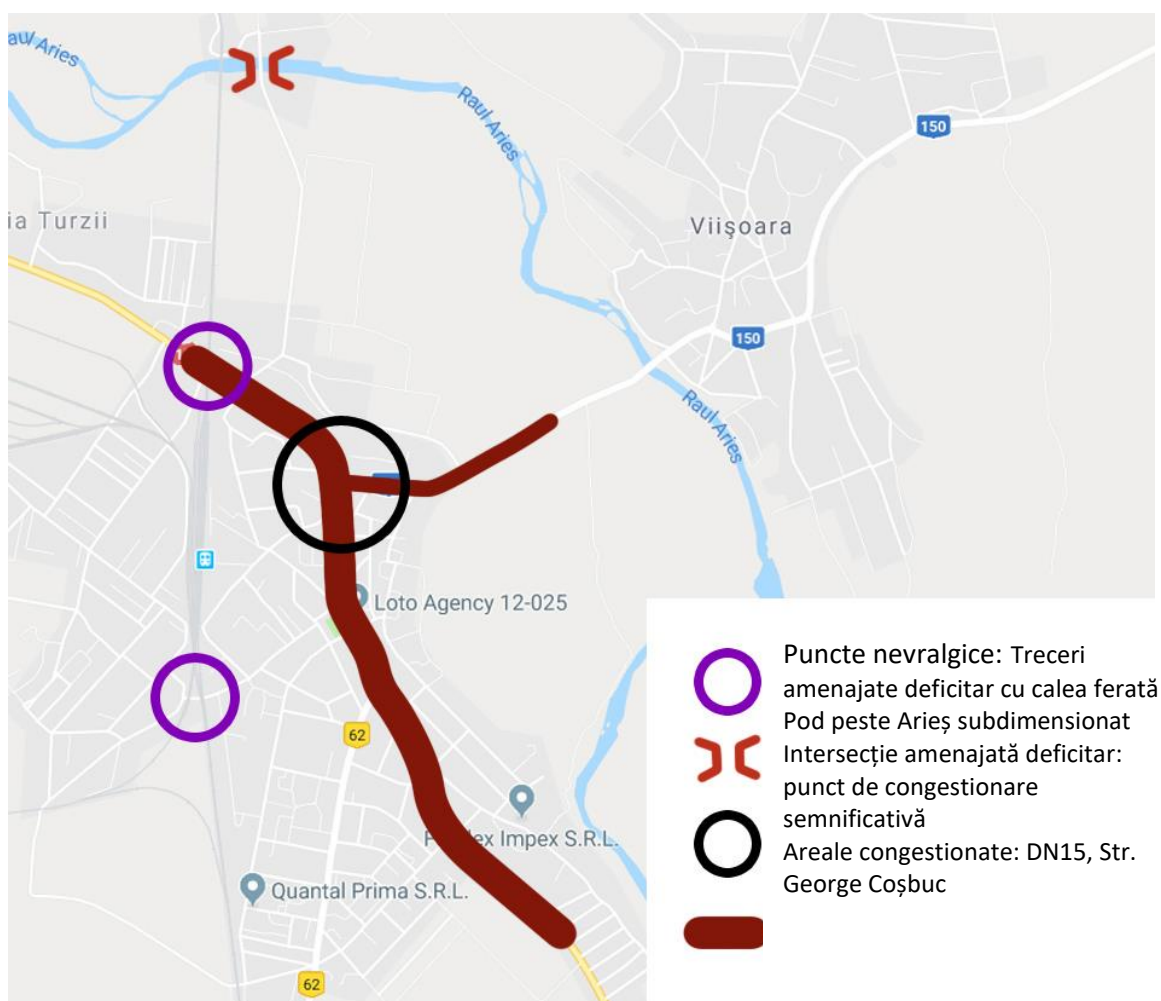 aul Aries
Raul Aries
150
ia Turzii
Viişoara
150
Raul Aries
Loto Agency 12-025
62
ex Impex S.R.L.
Quantal Prima S.R.L.
62
Puncte nevralgice: Treceri
amenajate deficitar cu calea ferată
Pod peste Arieș subdimensionat
Intersecție amenajată deficitar:
punct de congestionare
semnificativă
Areale congestionate: DN15, Str.
George Coșbuc